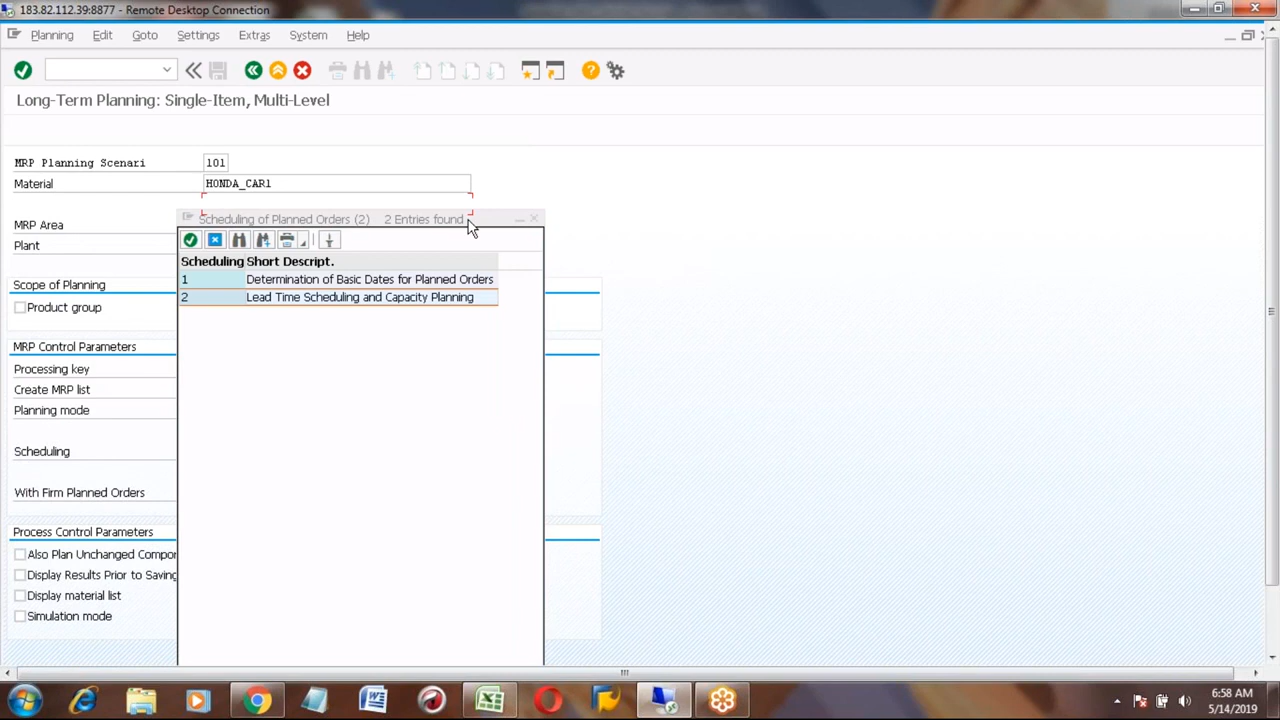 183.82.112.39:8877 - Remote Desktop Connection
Planning Edit Goto Settings Extras System Help
Long-Term Planning: Single-Item, Multi-Level
MRP Planning Scenari 101
Material HONDA_CAR1
MRP Area
Plant
Scheduling of Planned Orders (2) 2 Entries found
Scheduling Short Descript.
1 Determination of Basic Dates for Planned Orders
2 Lead Time Scheduling and Capacity Planning
Scope of Planning
Product group
MRP Control Parameters
Processing key
Create MRP list
Planning mode
Scheduling
With Firm Planned Orders
Process Control Parameters
Also Plan Unchanged Compor
Display Results Prior to Saving
Display material list
Simulation mode
6:58 AM
5/14/2019